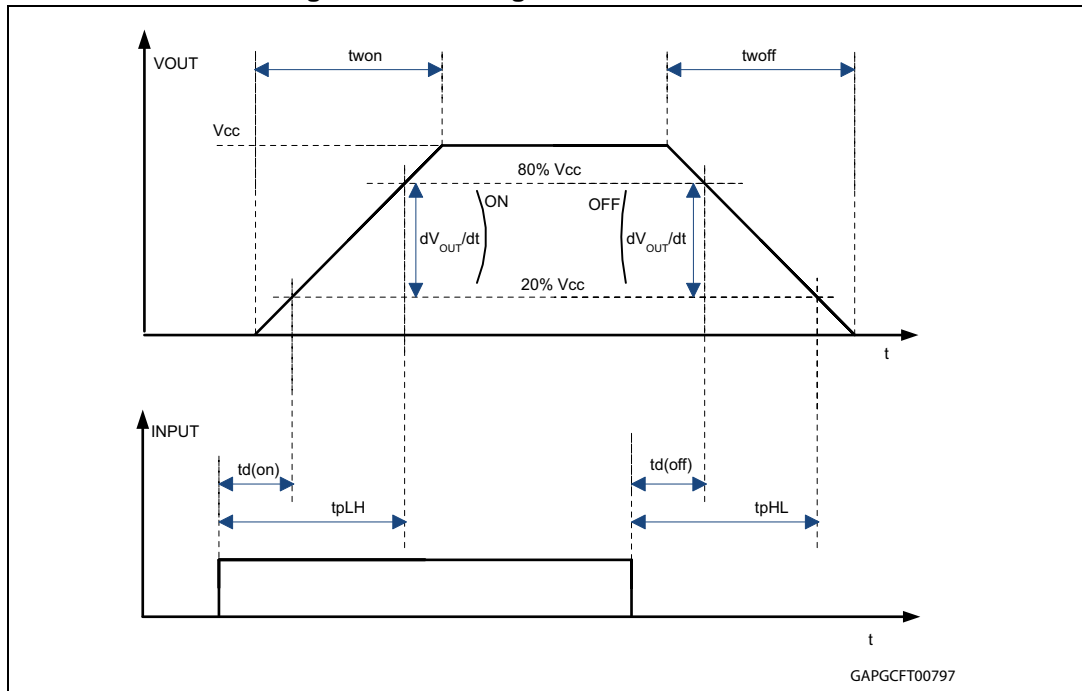 VOUT
twon
twoff
Vcc
80% Vcc
ON
OFF
dVOUT/dt
dVOUT/dt
20% Vcc
t
INPUT
td(on)
td(off)
tpLH
tpHL
t
GAPGCFT00797